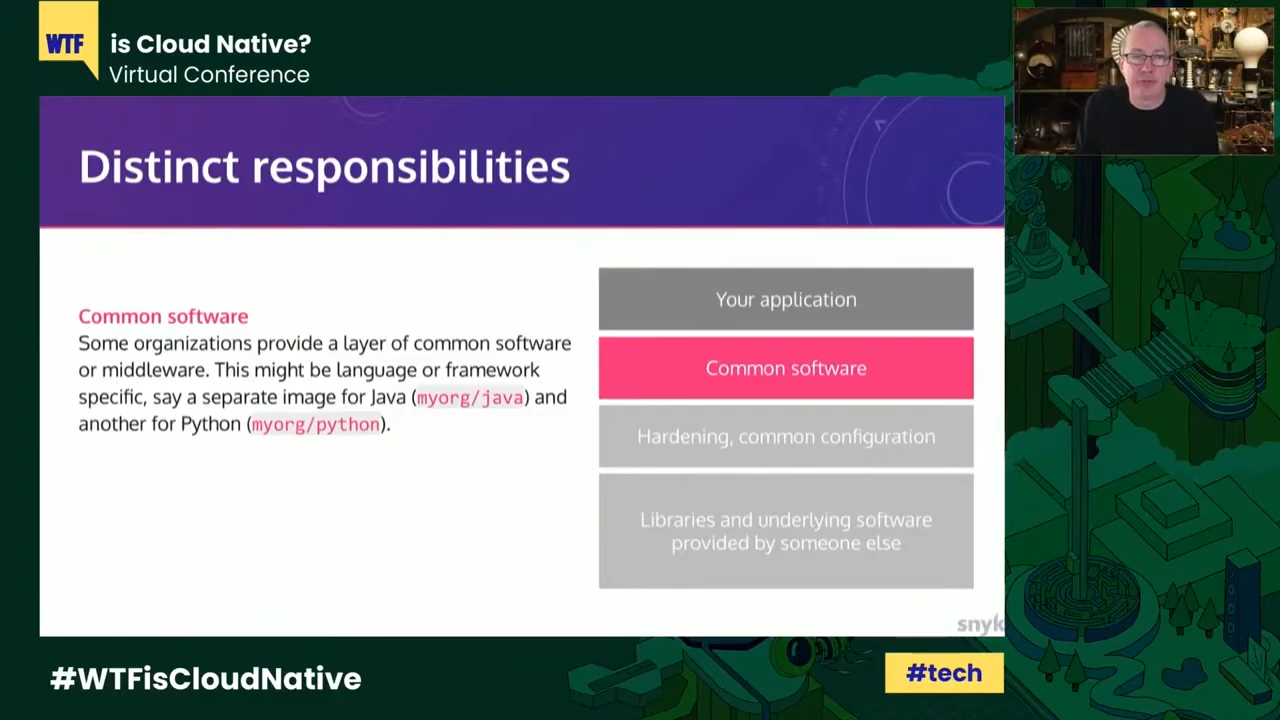 WTF
is Cloud Native?
Virtual Conference
Distinct responsibilities
Common software
Some organizations provide a layer of common software
or middleware. This might be language or framework
specific, say a separate image for Java (myorg/java) and
another for Python (myorg/python).
Your application
Common software
Hardening, common configuration
Libraries and underlying software
provided by someone else
snyk
#WTFisCloudNative
#tech